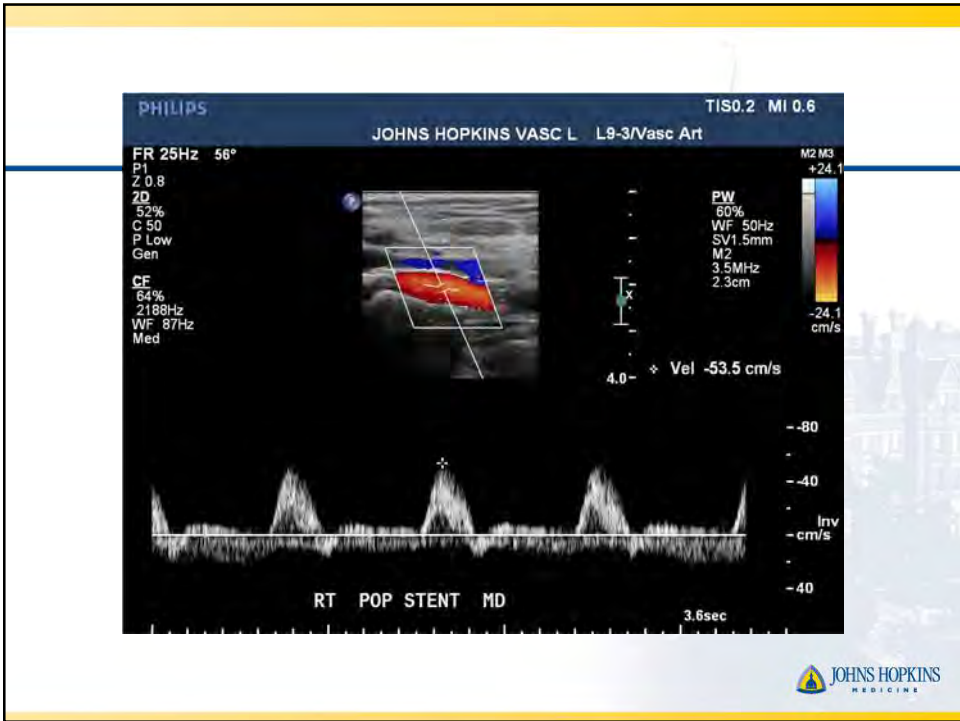 PHILIPS
TIS0.2 MI 0.6
JOHNS HOPKINS VASC L L9-3/Vasc Art
FR 25Hz 56°
P1
Z 0.8
2D
52%
C 50
P Low
Gen
CF
64%
2188Hz
WF 87Hz
Med
M2 M3
+24.1
PW
60%
WF 50Hz
SV1.5mm
M2
3.5MHz
2.3cm
-24.1
cm/s
X
4.0
Vel -53.5 cm/s
-80
-40
Inv
cm/s
40
RT POP STENT MD
3.6sec
JOHNS HOPKINS
MEDICINE